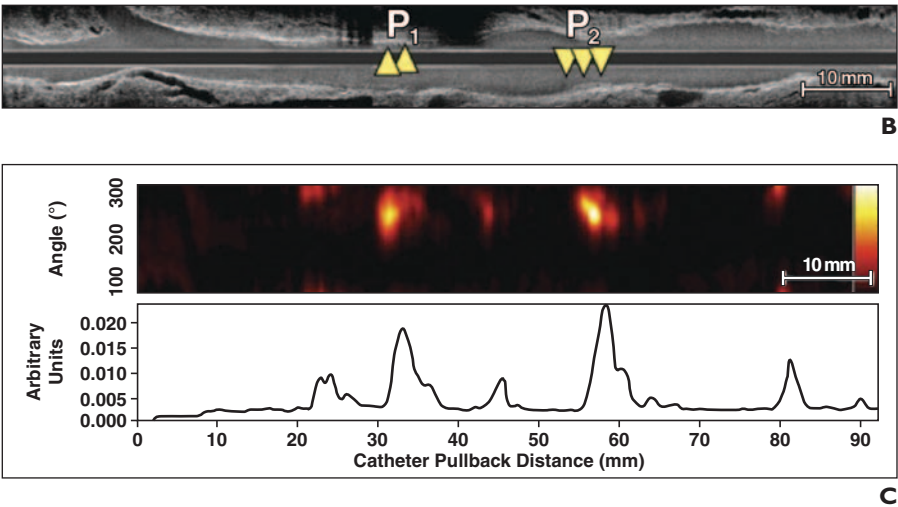 P1
P2
10 mm
B
Angle (°)
300
200
100
10 mm
Arbitrary
Units
0.020
0.015
0.010
0.005
0.000
0 10 20 30 40 50 60 70 80 90
Catheter Pullback Distance (mm)
C